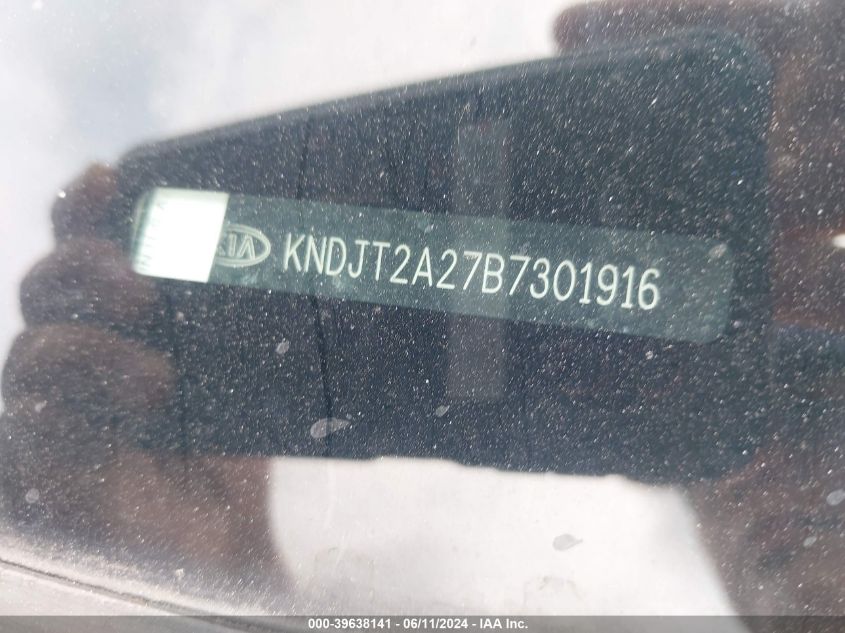 KIA KNDJT2A27B7301916
000-39638141 - 06/11/2024 - IAA Inc.